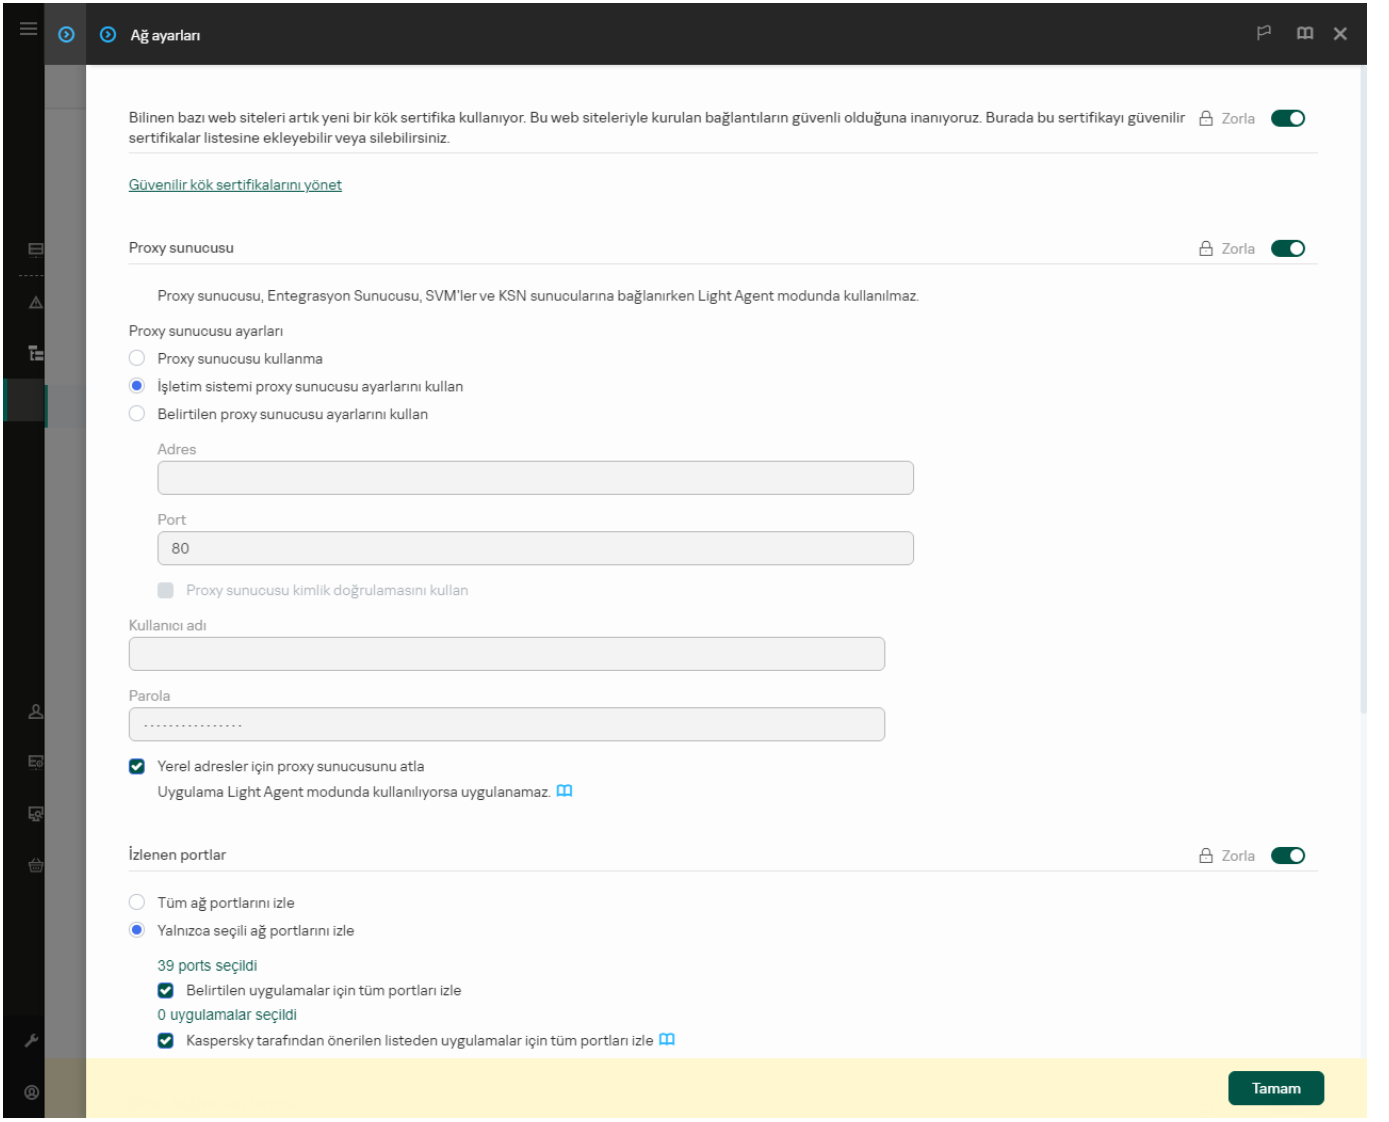 Ağ ayarları
Bilinen bazı web siteleri artık yeni bir kök sertifika kullanıyor. Bu web siteleriyle kurulan bağlantıların güvenli olduğuna inanıyoruz. Burada bu sertifikayı güvenilir
sertifikalar listesine ekleyebilir veya silebilirsiniz.
Zorla
Güvenilir kök sertifikalarını yönet
Proxy sunucusu
Zorla
Proxy sunucusu, Entegrasyon Sunucusu, SVM'ler ve KSN sunucularına bağlanırken Light Agent modunda kullanılmaz.
Proxy sunucusu ayarları
Proxy sunucusu kullanma
İşletim sistemi proxy sunucusu ayarlarını kullan
Belirtilen proxy sunucusu ayarlarını kullan
Adres
Port
80
Proxy sunucusu kimlik doğrulamasını kullan
Kullanıcı adı
Parola
----------------
Yerel adresler için proxy sunucusunu atla
Uygulama Light Agent modunda kullanılıyorsa uygulanamaz.
İzlenen portlar
Zorla
Tüm ağ portlarını izle
Yalnızca seçili ağ portlarını izle
39 ports seçildi
Belirtilen uygulamalar için tüm portları izle
0 uygulamalar seçildi
Kaspersky tarafından önerilen listeden uygulamalar için tüm portları izle
Tamam